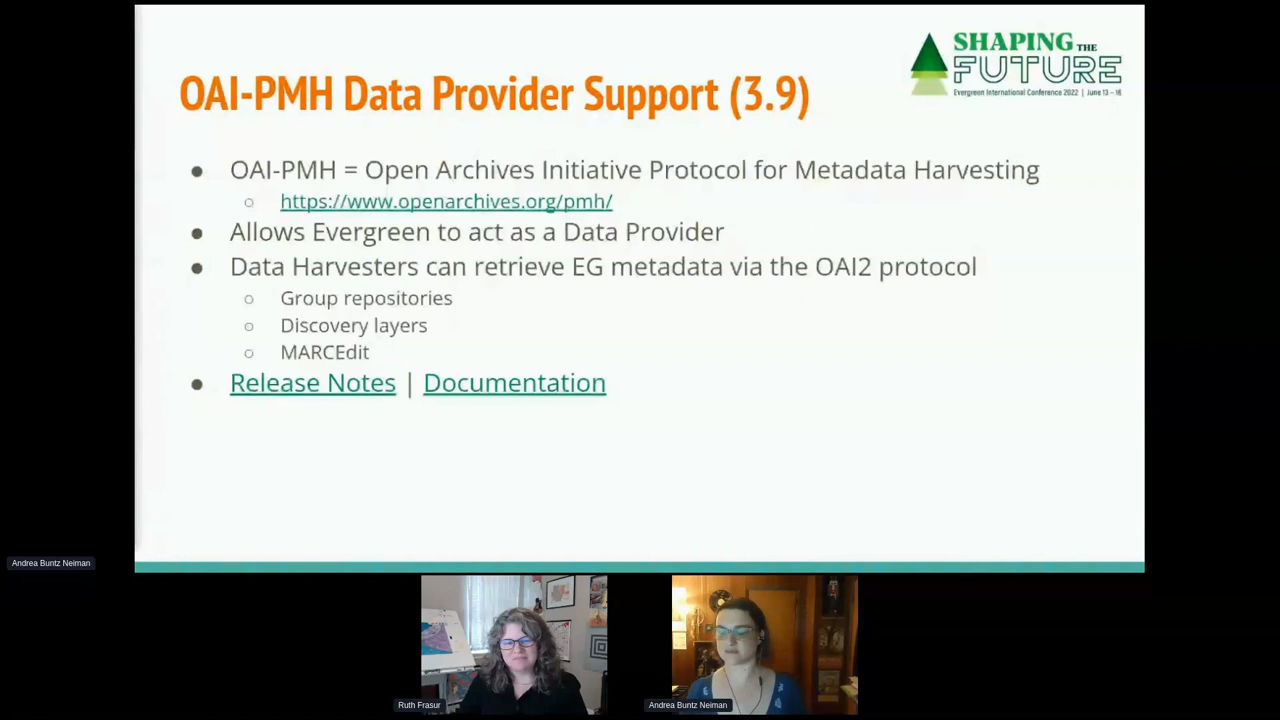 SHAPING THE
FUTURE
Evergreen International Conference 2022 | June 13 – 16
OAI-PMH Data Provider Support (3.9)
● OAI-PMH = Open Archives Initiative Protocol for Metadata Harvesting
○ https://www.openarchives.org/pmh/
● Allows Evergreen to act as a Data Provider
● Data Harvesters can retrieve EG metadata via the OAI2 protocol
○ Group repositories
○ Discovery layers
○ MARCEdit
● Release Notes | Documentation
Andrea Buntz Neiman
Ruth Frasur
Andrea Buntz Neiman